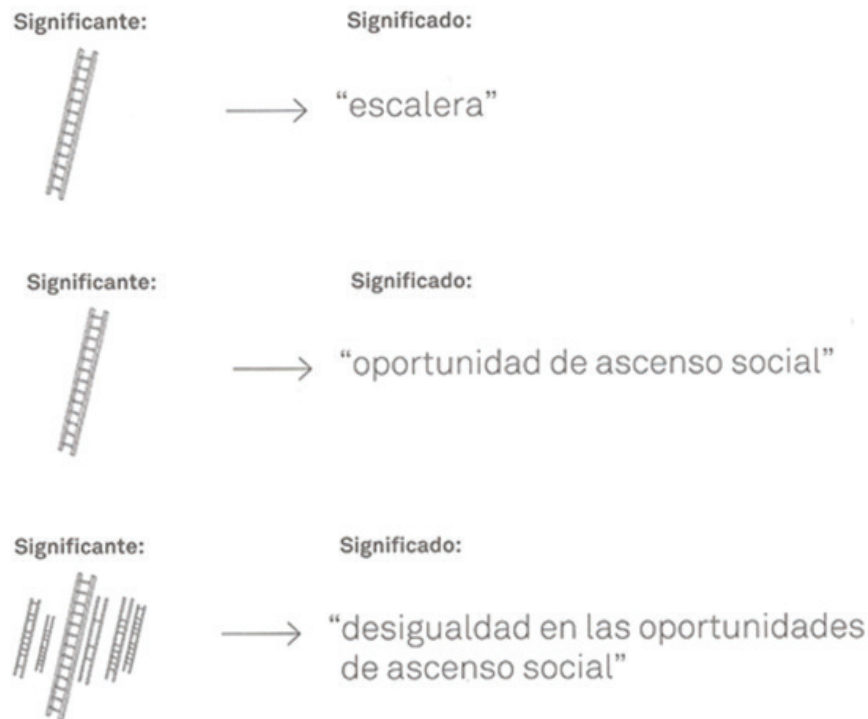 Significante:
Significado:
“escalera”
Significante:
Significado:
“oportunidad de ascenso social”
Significante:
Significado:
“desigualdad en las oportunidades
de ascenso social”